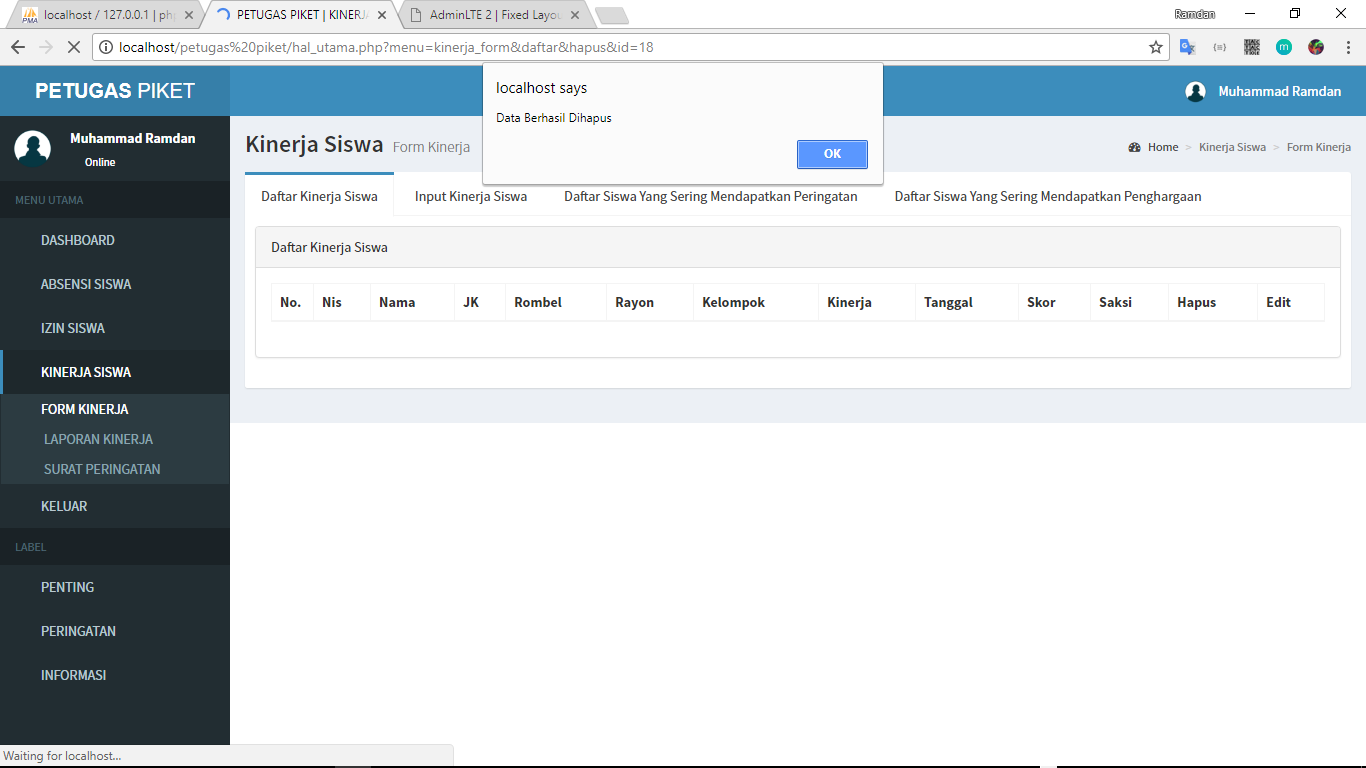 localhost / 127.0.0.1 | php
PETUGAS PIKET | KINERJA
AdminLTE 2 | Fixed Layou
Ramdan
localhost/petugas%20piket/hal_utama.php?menu=kinerja_form&daftar&hapus&id=18
PETUGAS PIKET
Muhammad Ramdan
localhost says
Data Berhasil Dihapus
OK
Muhammad Ramdan
Online
MENU UTAMA
DASHBOARD
ABSENSI SISWA
IZIN SISWA
KINERJA SISWA
FORM KINERJA
LAPORAN KINERJA
SURAT PERINGATAN
KELUAR
LABEL
PENTING
PERINGATAN
INFORMASI
Kinerja Siswa Form Kinerja
Home > Kinerja Siswa > Form Kinerja
Daftar Kinerja Siswa Input Kinerja Siswa Daftar Siswa Yang Sering Mendapatkan Peringatan Daftar Siswa Yang Sering Mendapatkan Penghargaan
Daftar Kinerja Siswa
No. Nis Nama JK Rombel Rayon Kelompok Kinerja Tanggal Skor Saksi Hapus Edit
Waiting for localhost...